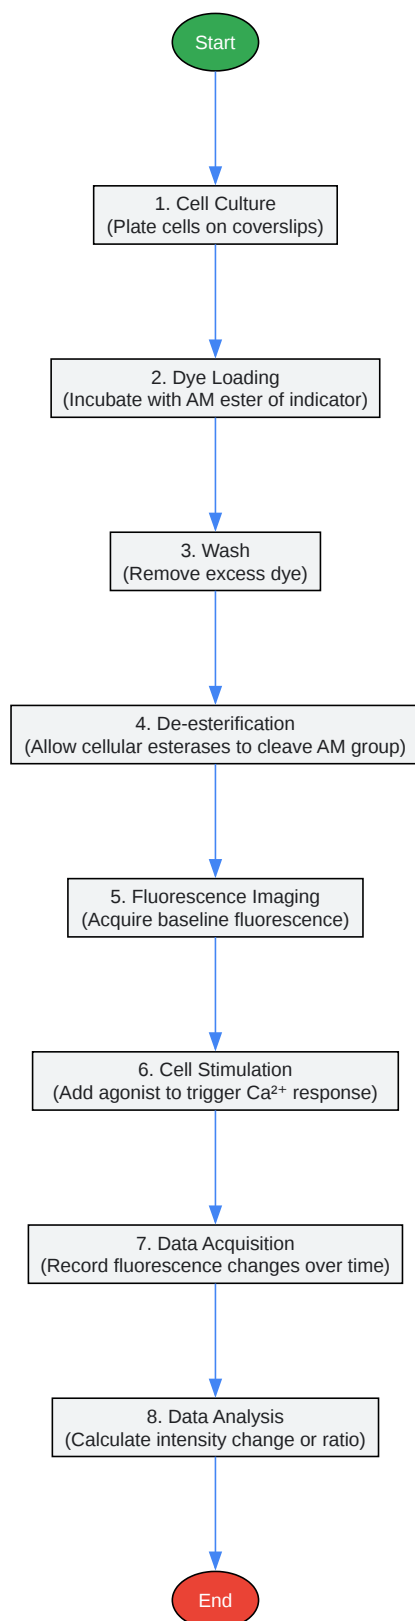 Start
1. Cell Culture
(Plate cells on coverslips)
2. Dye Loading
(Incubate with AM ester of indicator)
3. Wash
(Remove excess dye)
4. De-esterification
(Allow cellular esterases to cleave AM group)
5. Fluorescence Imaging
(Acquire baseline fluorescence)
6. Cell Stimulation
(Add agonist to trigger Ca²⁺ response)
7. Data Acquisition
(Record fluorescence changes over time)
8. Data Analysis
(Calculate intensity change or ratio)
End